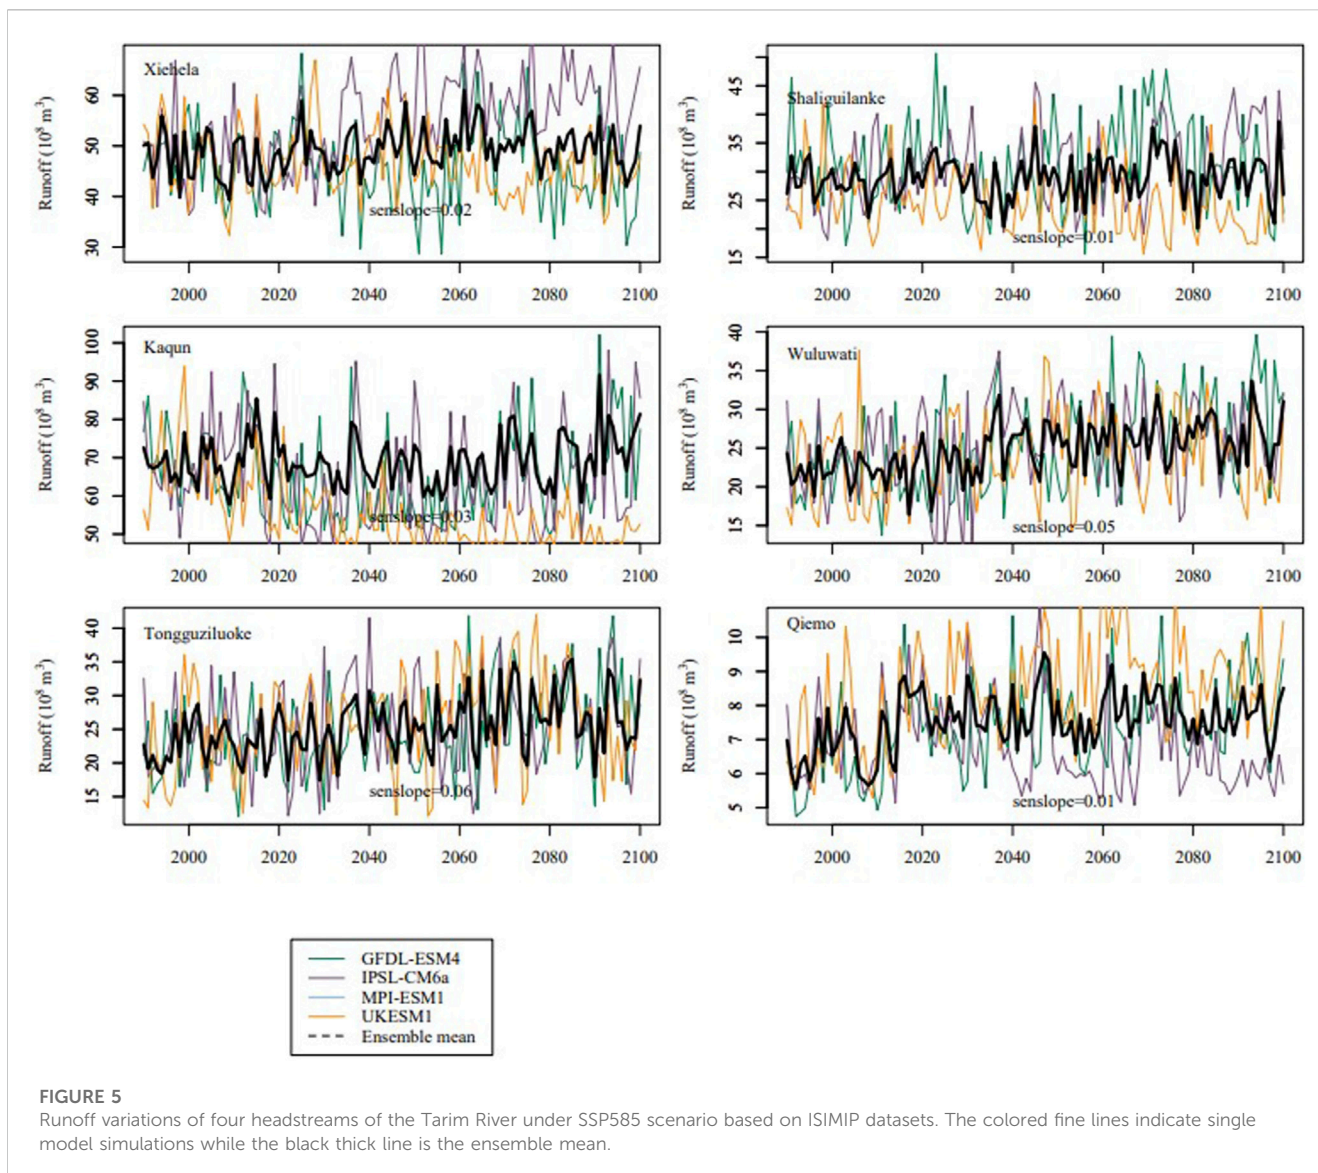 Xiehela
Runoff (10⁸ m³)
60
50
40
30
senslope=0.02
2000 2020 2040 2060 2080 2100
Shaliguilanke
Runoff (10⁸ m³)
45
35
25
15
senslope=0.01
2000 2020 2040 2060 2080 2100
Kaqun
Runoff (10⁸ m³)
100
90
80
70
60
50
senslope=0.03
2000 2020 2040 2060 2080 2100
Wuluwati
Runoff (10⁸ m³)
40
35
30
25
20
15
senslope=0.05
2000 2020 2040 2060 2080 2100
Tongguziluoke
Runoff (10⁸ m³)
40
35
30
25
20
15
senslope=0.06
2000 2020 2040 2060 2080 2100
Qiemo
Runoff (10⁸ m³)
10
9
8
7
6
5
senslope=0.01
2000 2020 2040 2060 2080 2100
GFDL-ESM4
IPSL-CM6a
MPI-ESM1
UKESM1
Ensemble mean
FIGURE 5
Runoff variations of four headstreams of the Tarim River under SSP585 scenario based on ISIMIP datasets. The colored fine lines indicate single
model simulations while the black thick line is the ensemble mean.